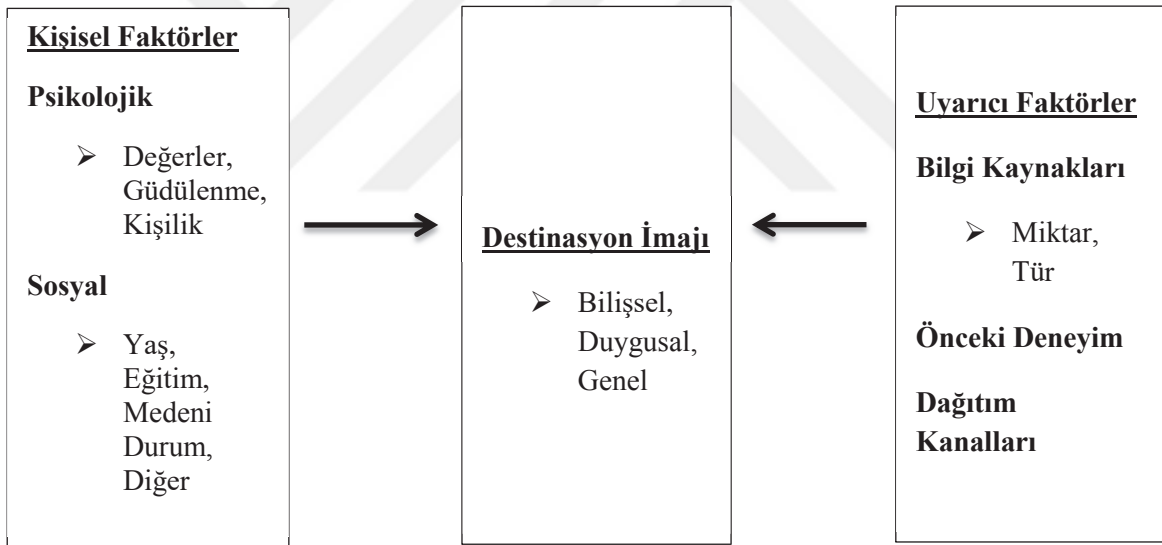 Kişisel Faktörler
Psikolojik
➢ Değerler,
Güdülenme,
Kişilik
Sosyal
➢ Yaş,
Eğitim,
Medeni
Durum,
Diğer
Destinasyon İmajı
➢ Bilişsel,
Duygusal,
Genel
Uyarıcı Faktörler
Bilgi Kaynakları
➢ Miktar,
Tür
Önceki Deneyim
Dağıtım
Kanalları